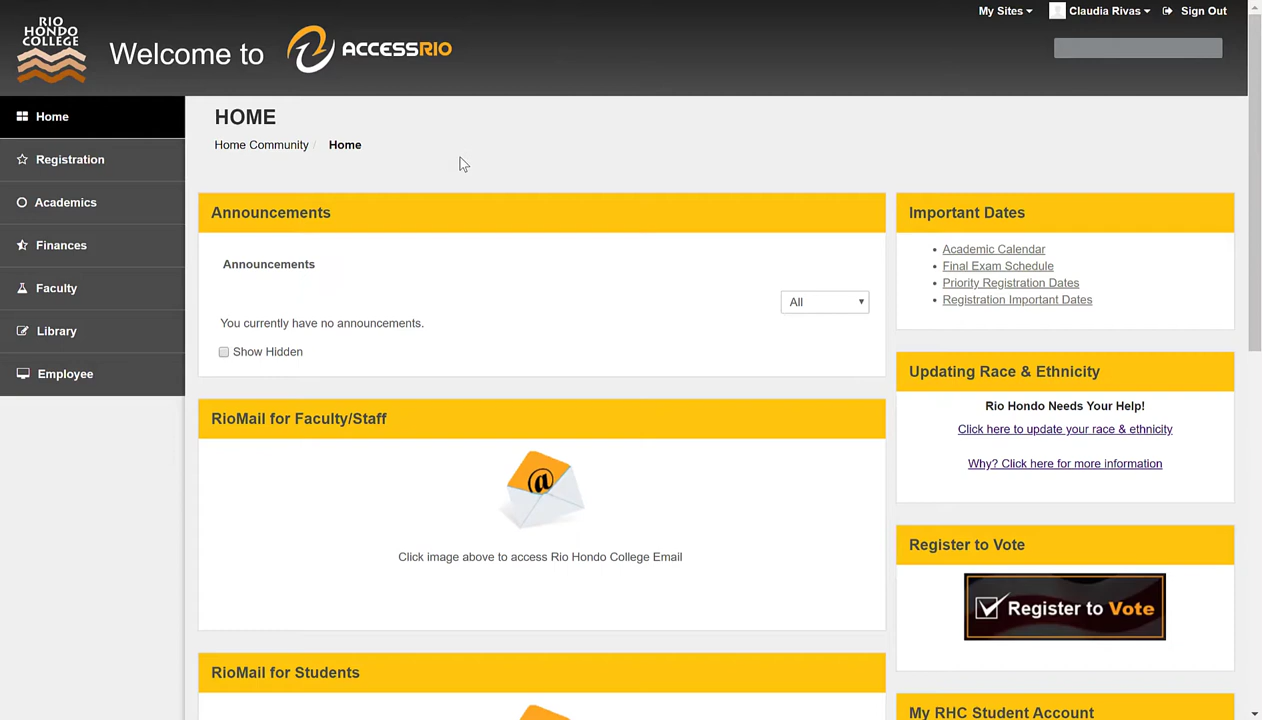 My Sites
Claudia Rivas
Sign Out
RIO
HONDO
COLLEGE
Welcome to
ACCESSRIO
Home
Registration
Academics
Finances
Faculty
Library
Employee
HOME
Home Community / Home
Announcements
Announcements
All
You currently have no announcements.
Show Hidden
RioMail for Faculty/Staff
@
Click image above to access Rio Hondo College Email
RioMail for Students
Important Dates
Academic Calendar
Final Exam Schedule
Priority Registration Dates
Registration Important Dates
Updating Race & Ethnicity
Rio Hondo Needs Your Help!
Click here to update your race & ethnicity
Why? Click here for more information
Register to Vote
Register to Vote
My RHC Student Account